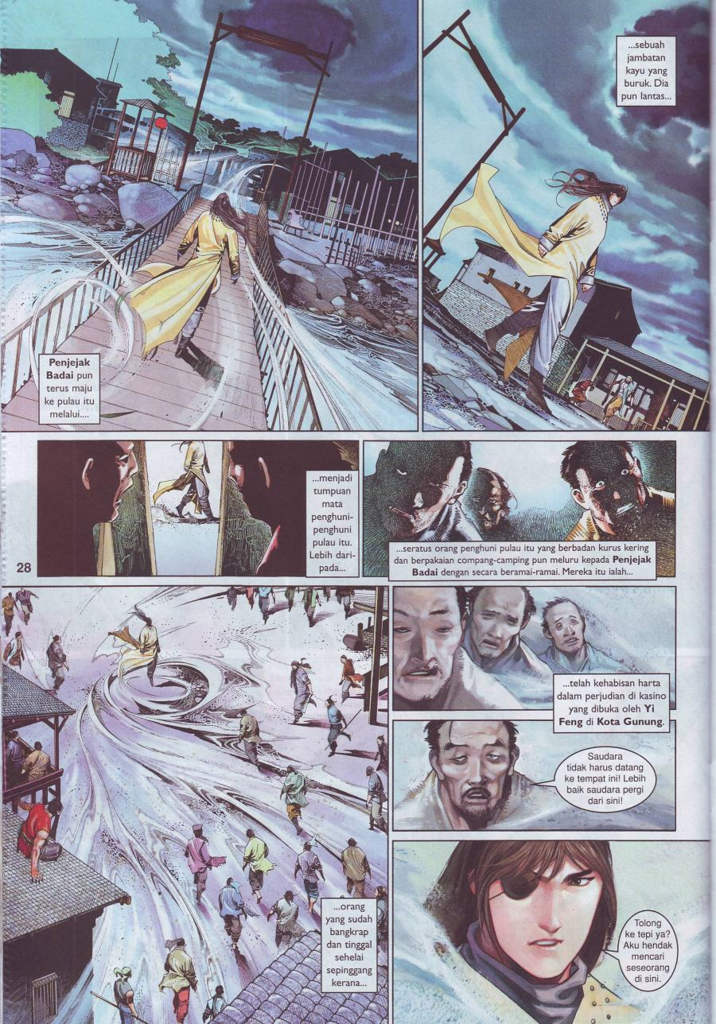 Penjejak
Badai pun
terus maju
ke pulau itu
melalui....
...sebuah
jambatan
kayu yang
buruk. Dia
pun lantas...
...menjadi
tumpuan
mata
penghuni-
penghuni
pulau itu.
Lebih dari-
pada...
...seratus orang penghuni pulau itu yang berbadan kurus kering
dan berpakaian compang-camping pun meluru kepada Penjejak
Badai dengan secara beramai-ramai. Mereka itu ialah...
28
...orang
yang sudah
bangkrap
dan tinggal
sehelai
sepinggang
kerana...
...telah kehabisan harta
dalam perjudian di kasino
yang dibuka oleh Yi
Feng di Kota Gunung.
Saudara
tidak harus datang
ke tempat ini! Lebih
baik saudara pergi
dari sini!
Tolong
ke tepi ya?
Aku hendak
mencari
seseorang
di sini.